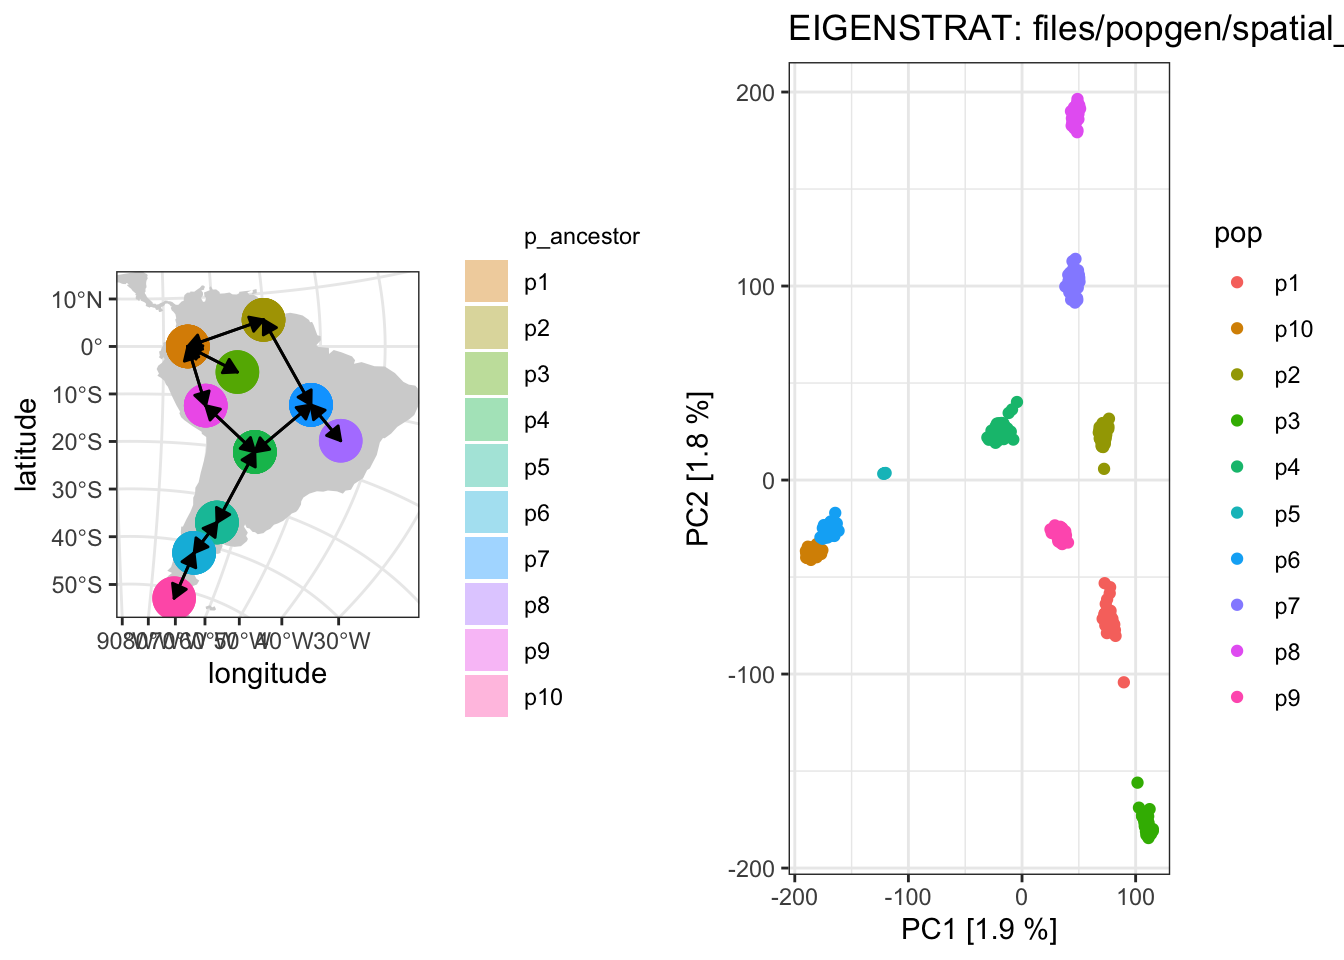 EIGENSTRAT: files/popgen/spatial_
10°N
0°
10°S
20°S
30°S
40°S
50°S
latitude
30°W
longitude
p_ancestor
p1
p2
p3
p4
p5
p6
p7
p8
p9
p10
200
100
0
-100
-200
PC2 [1.8 %]
-200
-100
0
100
PC1 [1.9 %]
pop
p1
p10
p2
p3
p4
p5
p6
p7
p8
p9